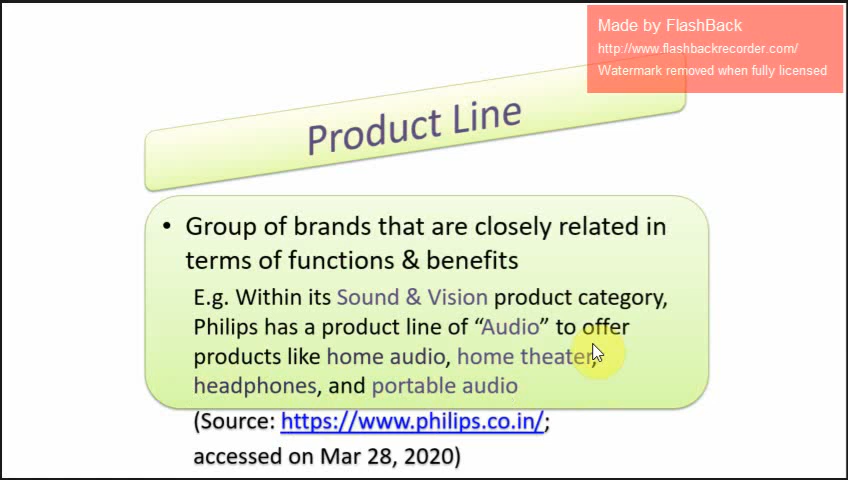 Made by FlashBack
http://www.flashbackrecorder.com/
Watermark removed when fully licensed
Product Line
• Group of brands that are closely related in
terms of functions & benefits
E.g. Within its Sound & Vision product category,
Philips has a product line of “Audio” to offer
products like home audio, home theater,
headphones, and portable audio
(Source: https://www.philips.co.in/;
accessed on Mar 28, 2020)